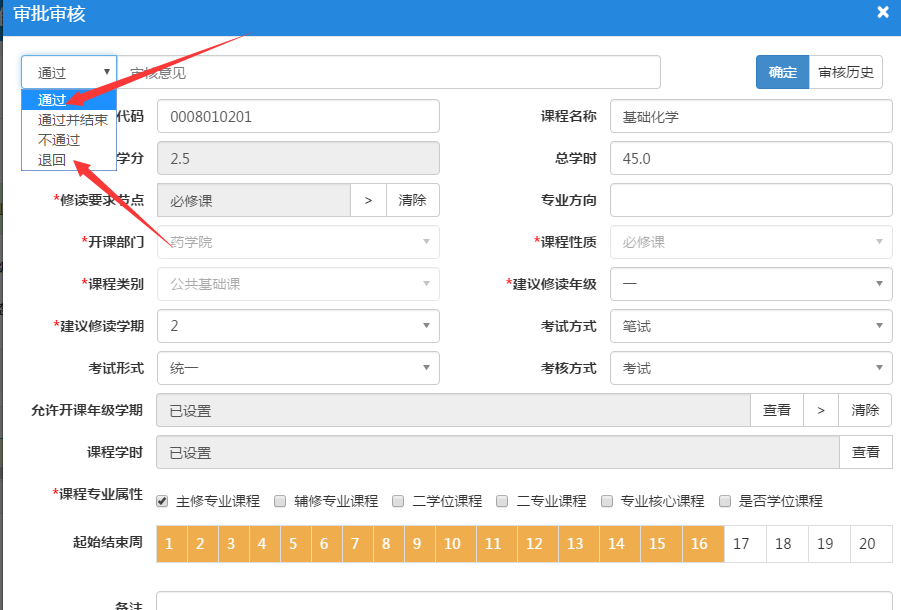 审批审核 ×
通过 审核意见 确定 审核历史
通过
通过并结束
不通过
退回
代码 0008010201 课程名称 基础化学
学分 2.5 总学时 45.0
*修读要求节点 必修课 > 清除 专业方向
*开课部门 药学院 *课程性质 必修课
*课程类别 公共基础课 *建议修读年级 一
*建议修读学期 2 考试方式 笔试
考试形式 统一 考核方式 考试
允许开课年级学期 已设置 查看 > 清除
课程学时 已设置 查看
*课程专业属性 主修专业课程 辅修专业课程 二学位课程 二专业课程 专业核心课程 是否学位课程
起始结束周 1 2 3 4 5 6 7 8 9 10 11 12 13 14 15 16 17 18 19 20
备注